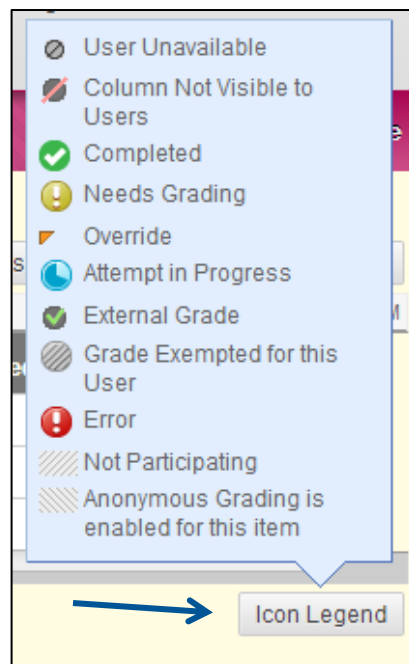 User Unavailable
Column Not Visible to
Users
Completed
Needs Grading
Override
Attempt in Progress
External Grade
Grade Exempted for this
User
Error
Not Participating
Anonymous Grading is
enabled for this item
Icon Legend